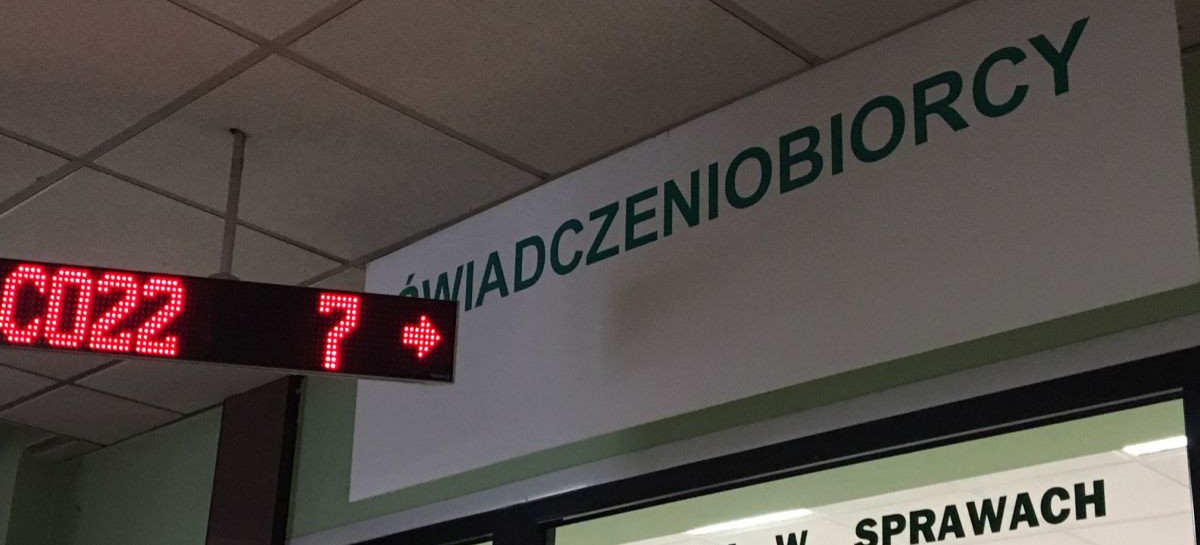 ŚWIADCZENIOBIORCY
C022 7 →
W SPRAWACH